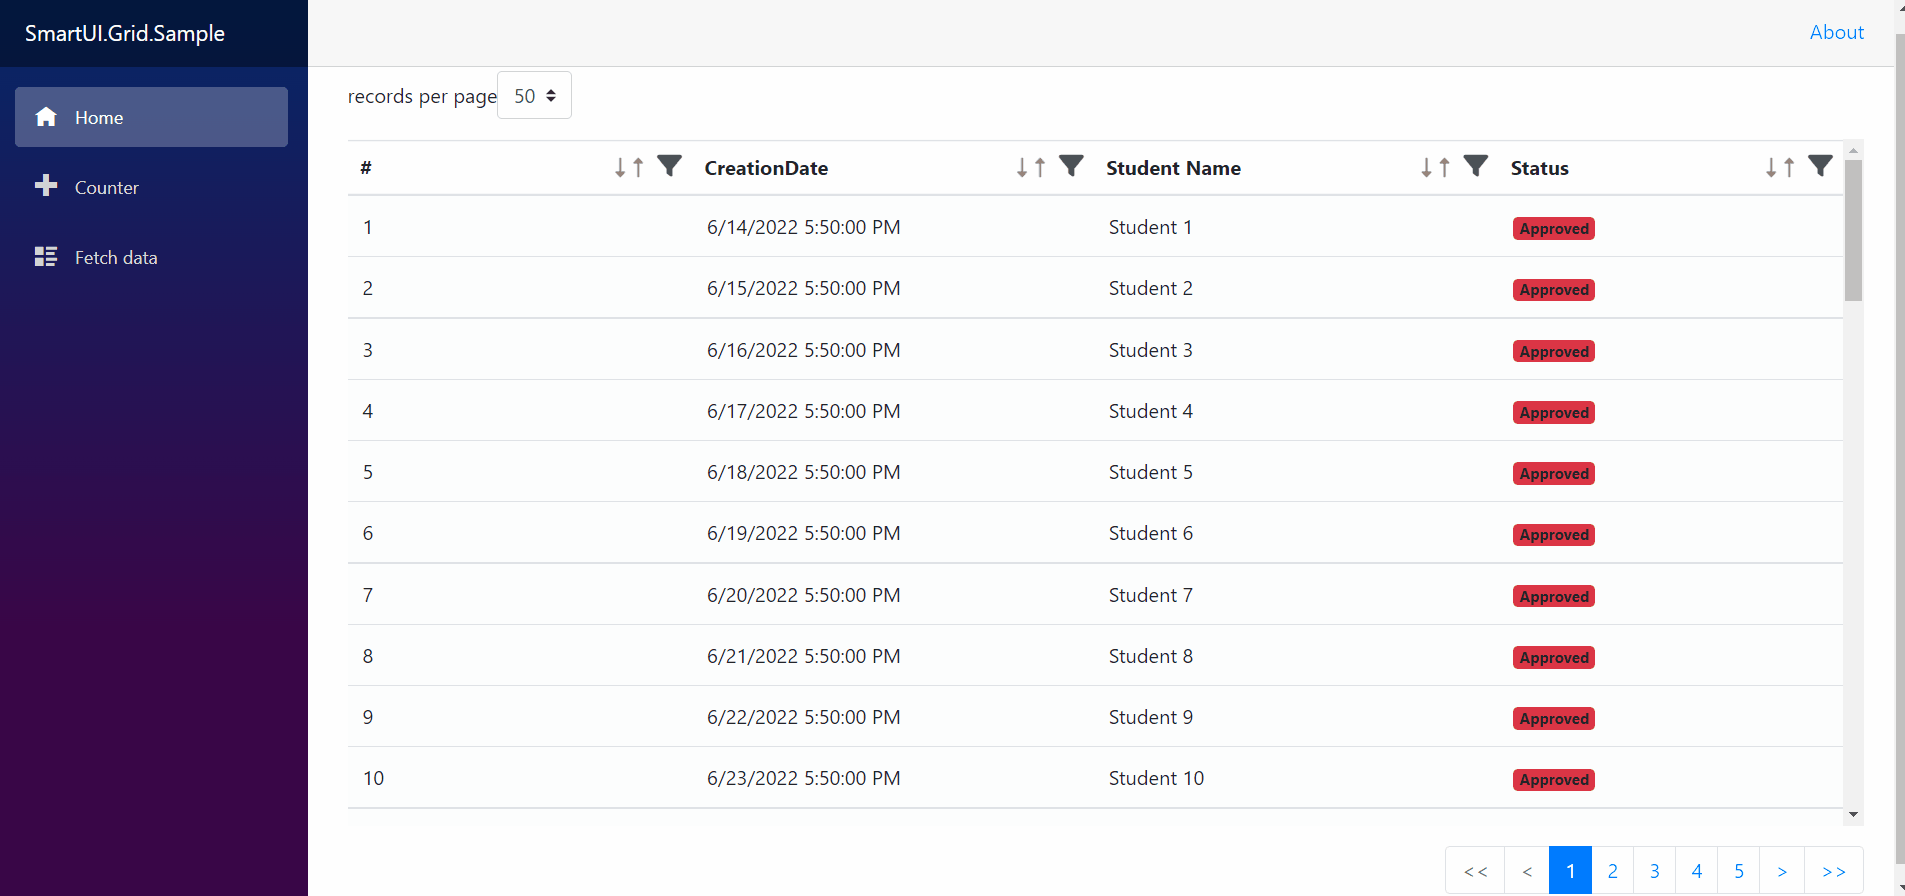 SmartUI.Grid.Sample
About
Home
Counter
Fetch data
records per page 50
# CreationDate Student Name Status
1 6/14/2022 5:50:00 PM Student 1 Approved
2 6/15/2022 5:50:00 PM Student 2 Approved
3 6/16/2022 5:50:00 PM Student 3 Approved
4 6/17/2022 5:50:00 PM Student 4 Approved
5 6/18/2022 5:50:00 PM Student 5 Approved
6 6/19/2022 5:50:00 PM Student 6 Approved
7 6/20/2022 5:50:00 PM Student 7 Approved
8 6/21/2022 5:50:00 PM Student 8 Approved
9 6/22/2022 5:50:00 PM Student 9 Approved
10 6/23/2022 5:50:00 PM Student 10 Approved
<< < 1 2 3 4 5 > >>